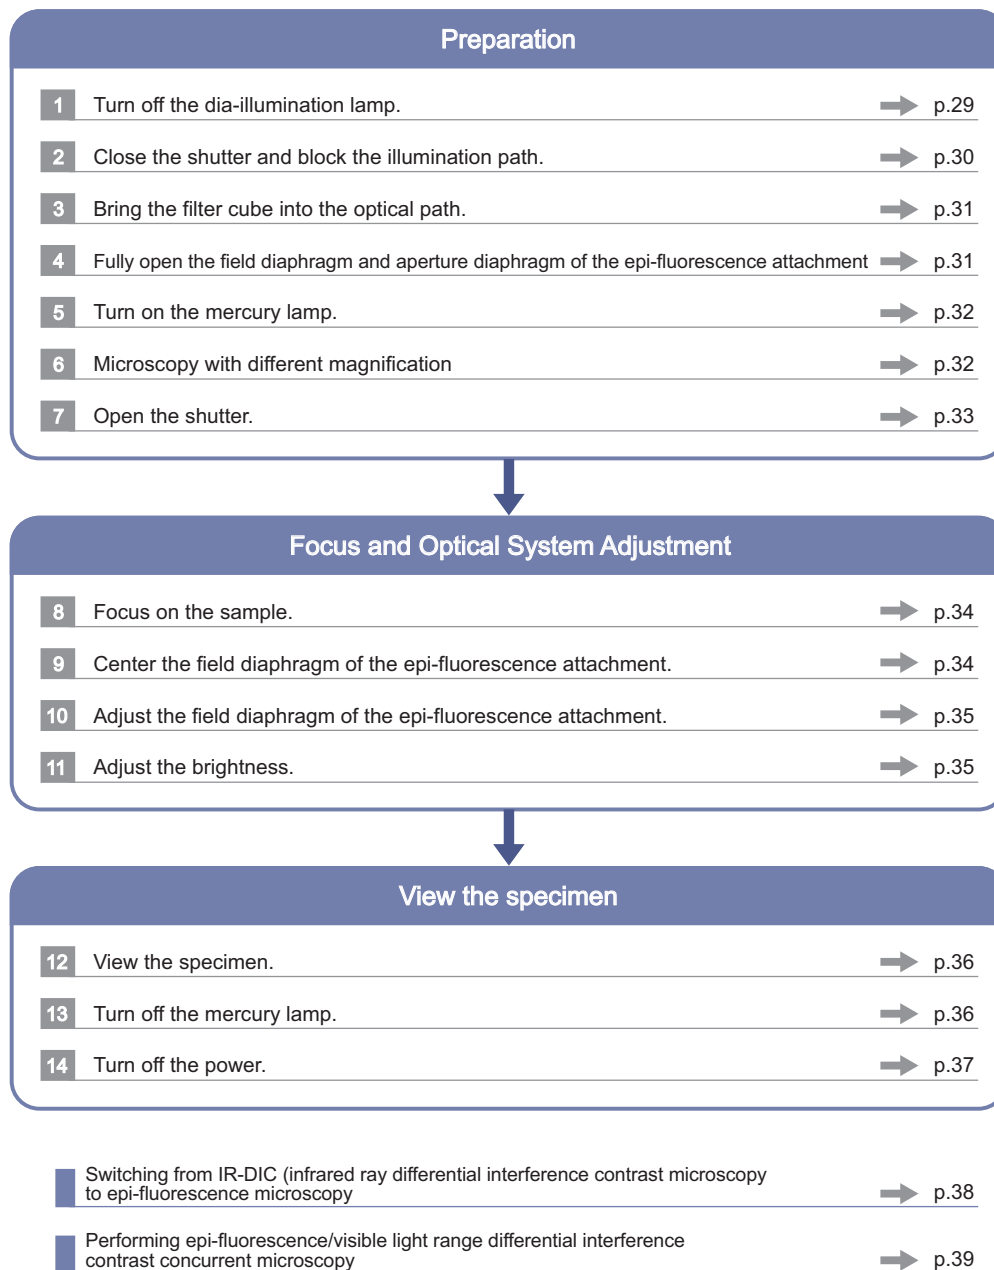 Preparation
1 Turn off the dia-illumination lamp. p.29
2 Close the shutter and block the illumination path. p.30
3 Bring the filter cube into the optical path. p.31
4 Fully open the field diaphragm and aperture diaphragm of the epi-fluorescence attachment p.31
5 Turn on the mercury lamp. p.32
6 Microscopy with different magnification p.32
7 Open the shutter. p.33
Focus and Optical System Adjustment
8 Focus on the sample. p.34
9 Center the field diaphragm of the epi-fluorescence attachment. p.34
10 Adjust the field diaphragm of the epi-fluorescence attachment. p.35
11 Adjust the brightness. p.35
View the specimen
12 View the specimen. p.36
13 Turn off the mercury lamp. p.36
14 Turn off the power. p.37
Switching from IR-DIC (infrared ray differential interference contrast microscopy
to epi-fluorescence microscopy p.38
Performing epi-fluorescence/visible light range differential interference
contrast concurrent microscopy p.39